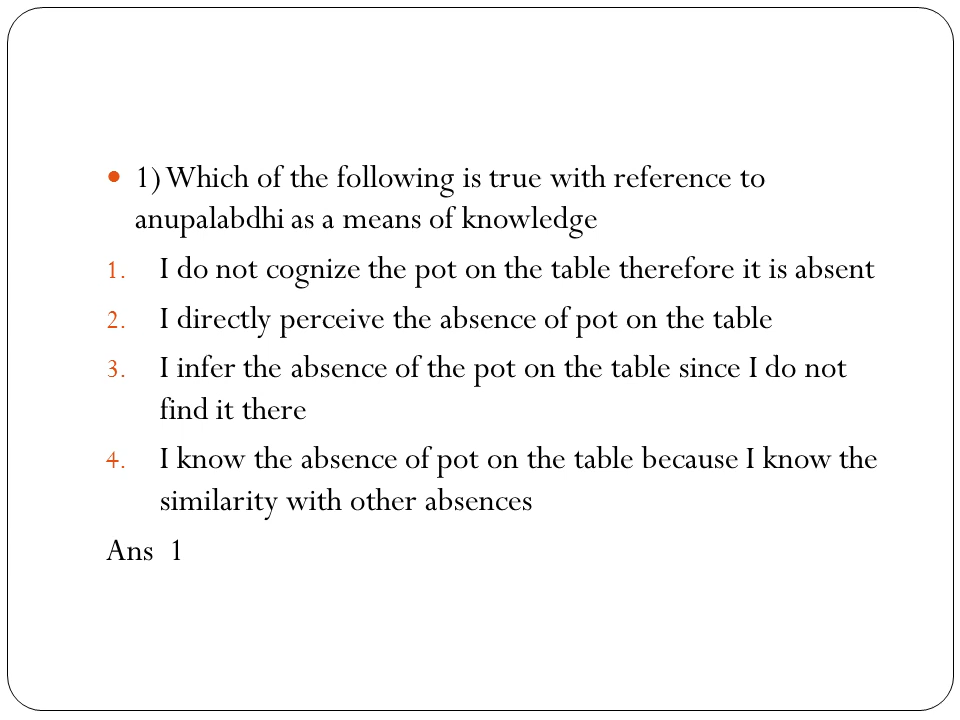 1) Which of the following is true with reference to
anupalabdhi as a means of knowledge
1. I do not cognize the pot on the table therefore it is absent
2. I directly perceive the absence of pot on the table
3. I infer the absence of the pot on the table since I do not
find it there
4. I know the absence of pot on the table because I know the
similarity with other absences
Ans 1